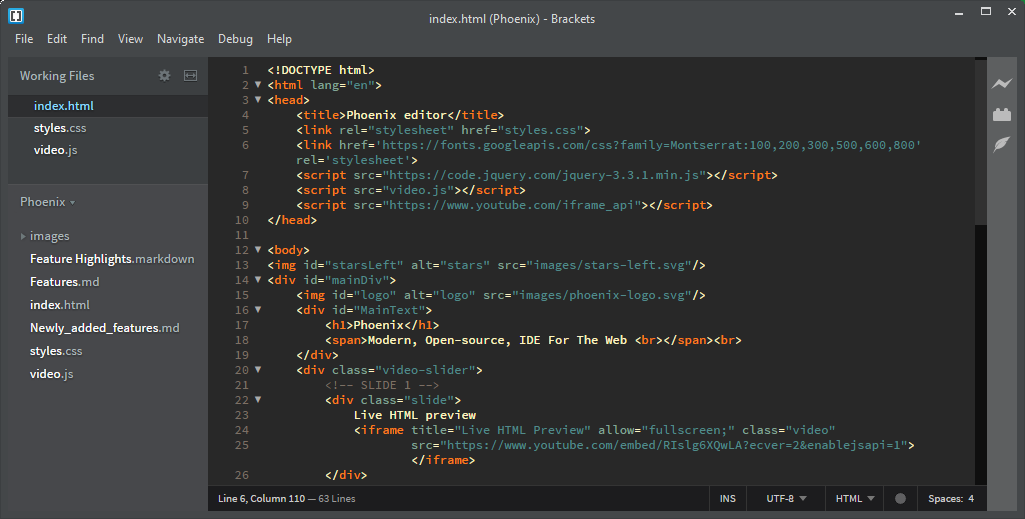 index.html (Phoenix) - Brackets
File Edit Find View Navigate Debug Help
Working Files
index.html
styles.css
video.js
Phoenix
images
Feature Highlights.markdown
Features.md
index.html
Newly_added_features.md
styles.css
video.js
1 <!DOCTYPE html>
2 <html lang="en">
3 <head>
4 <title>Phoenix editor</title>
5 <link rel="stylesheet" href="styles.css">
6 <link href='https://fonts.googleapis.com/css?family=Montserrat:100,200,300,500,600,800'
rel='stylesheet'>
7 <script src="https://code.jquery.com/jquery-3.3.1.min.js"></script>
8 <script src="video.js"></script>
9 <script src="https://www.youtube.com/iframe_api"></script>
10 </head>
11
12 <body>
13 <img id="starsLeft" alt="stars" src="images/stars-left.svg"/>
14 <div id="mainDiv">
15 <img id="logo" alt="logo" src="images/phoenix-logo.svg"/>
16 <div id="MainText">
17 <h1>Phoenix</h1>
18 <span>Modern, Open-source, IDE For The Web <br></span><br>
19 </div>
20 <div class="video-slider">
21 <!-- SLIDE 1 -->
22 <div class="slide">
23 Live HTML preview
24 <iframe title="Live HTML Preview" allow="fullscreen;" class="video"
25 src="https://www.youtube.com/embed/RIslg6XQwLA?ecver=2&enablejsapi=1">
</iframe>
26 </div>
Line 6, Column 110 — 63 Lines
INS UTF-8 HTML Spaces: 4